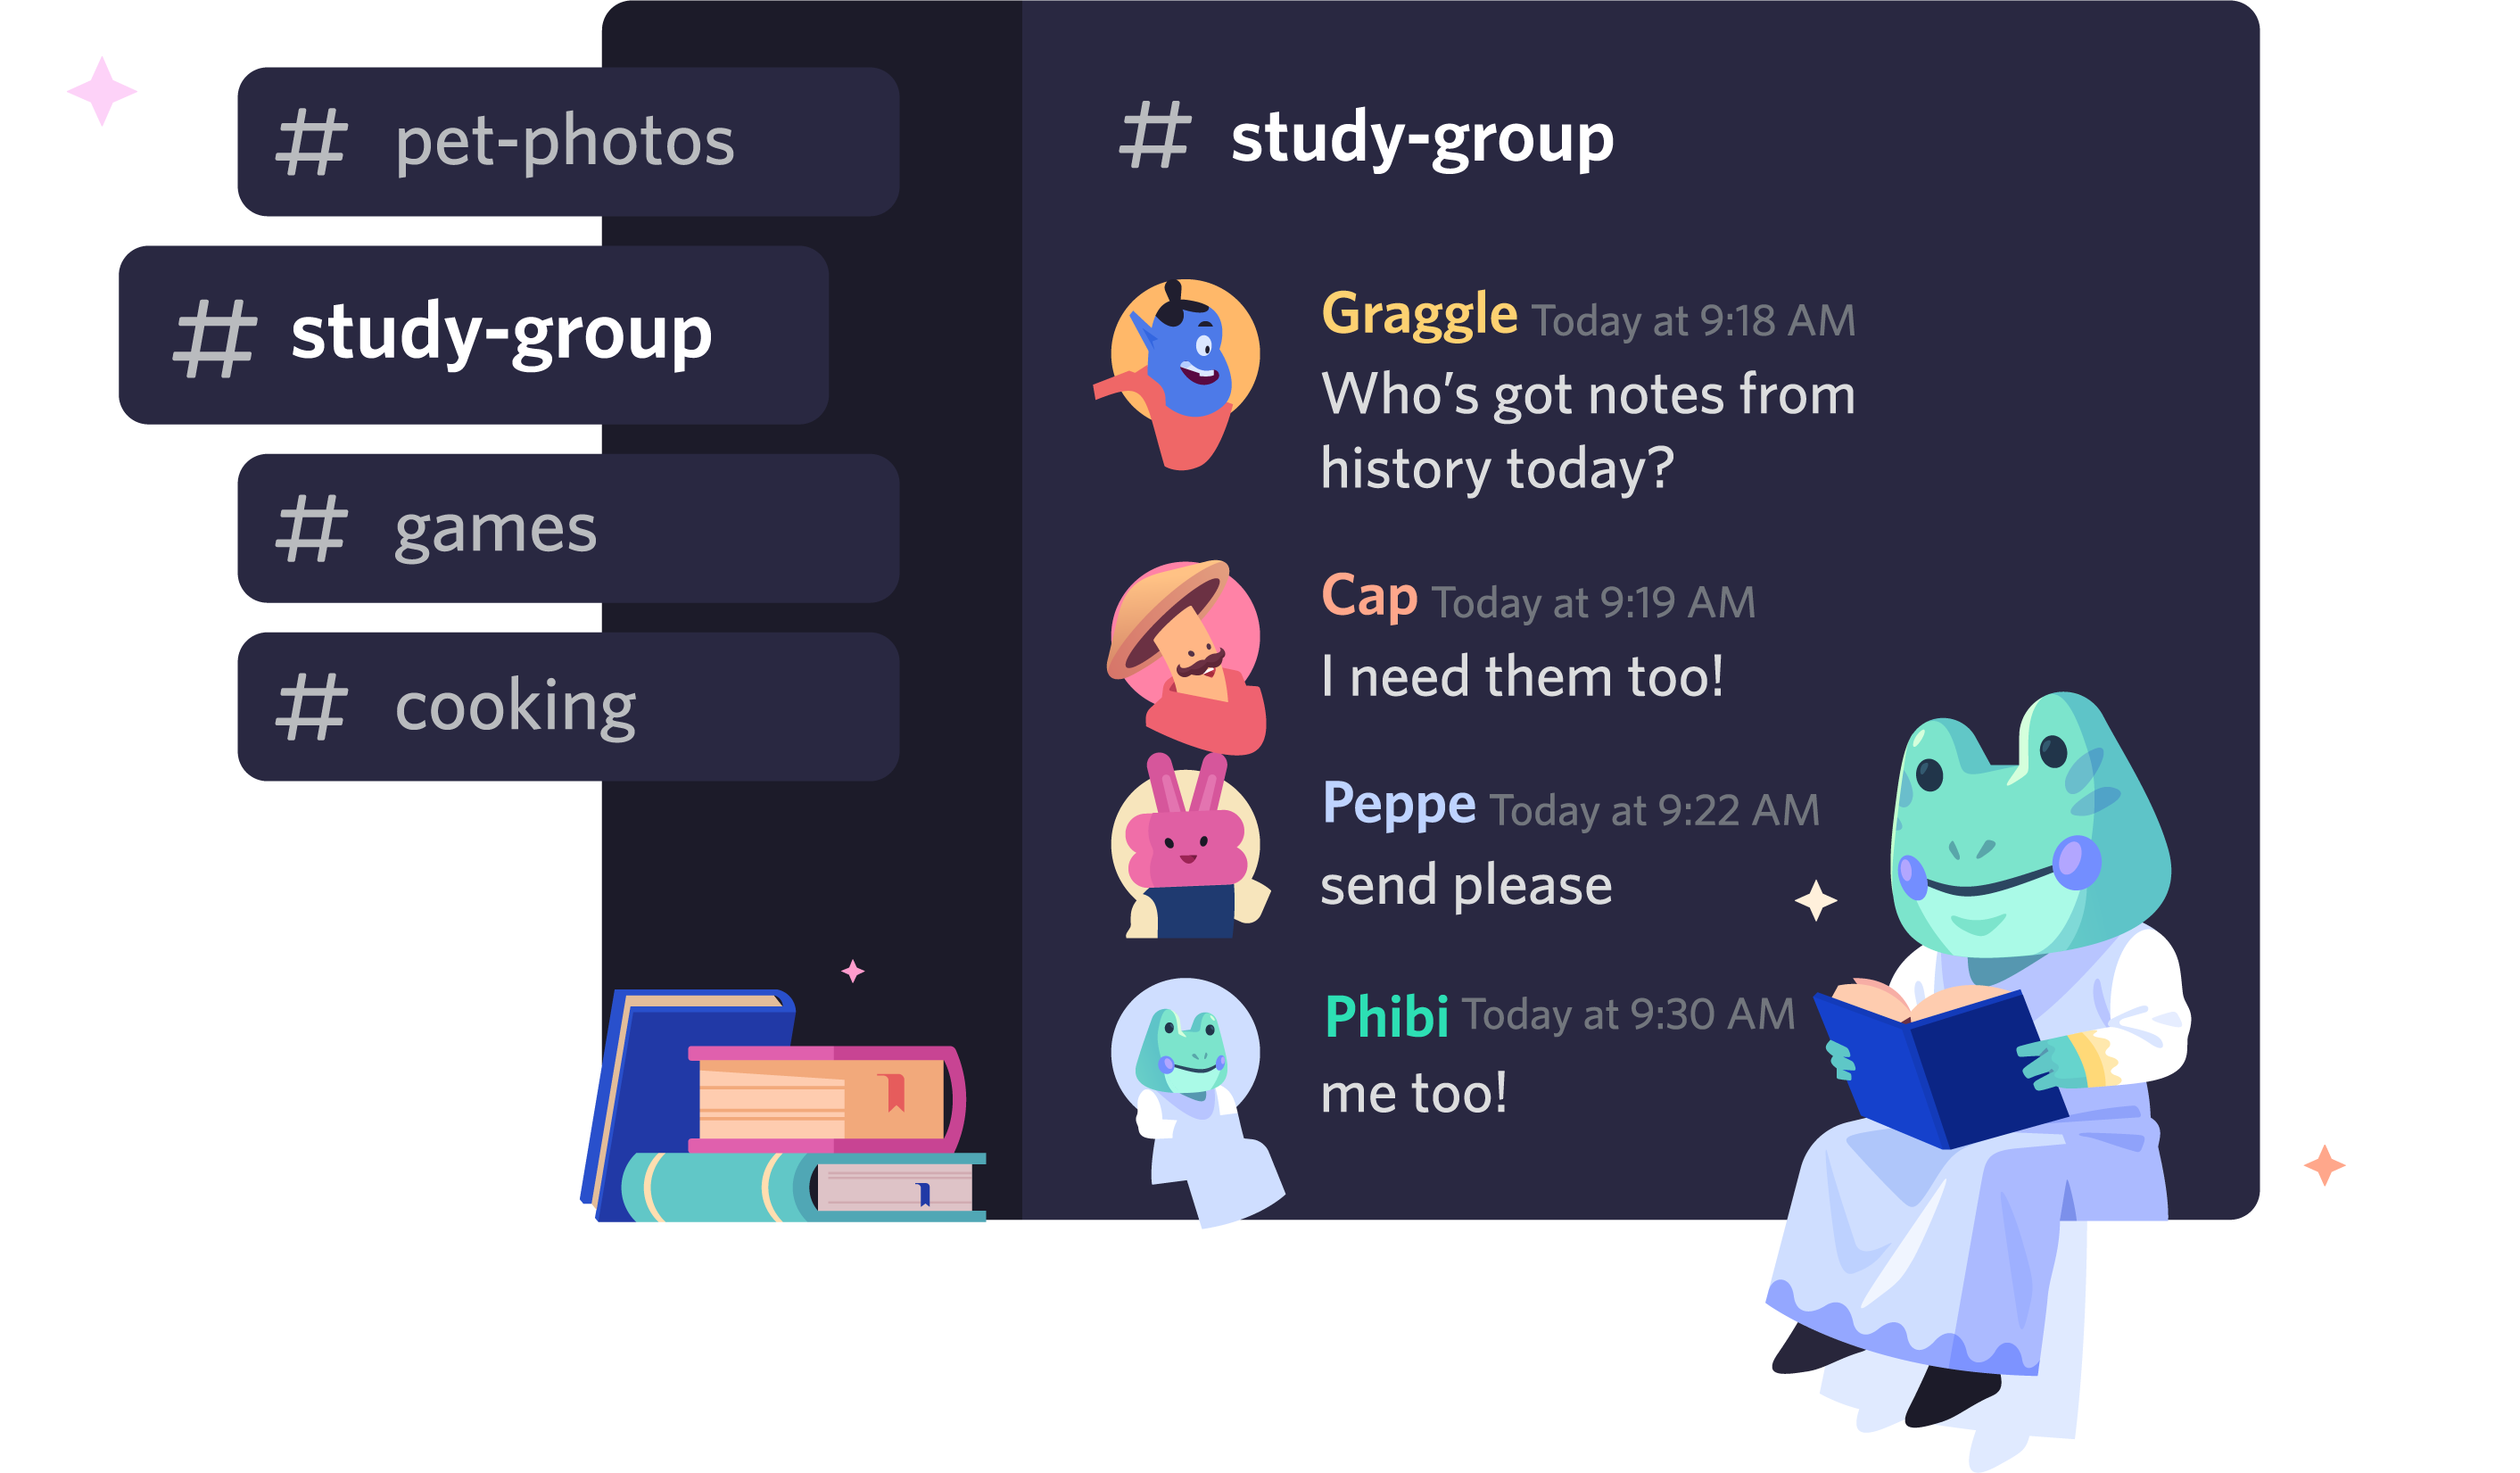 # pet-photos
# study-group
# games
# cooking
# study-group
Graggle Today at 9:18 AM
Who's got notes from
history today?
Cap Today at 9:19 AM
I need them too!
Peppe Today at 9:22 AM
send please
Phibi Today at 9:30 AM
me too!